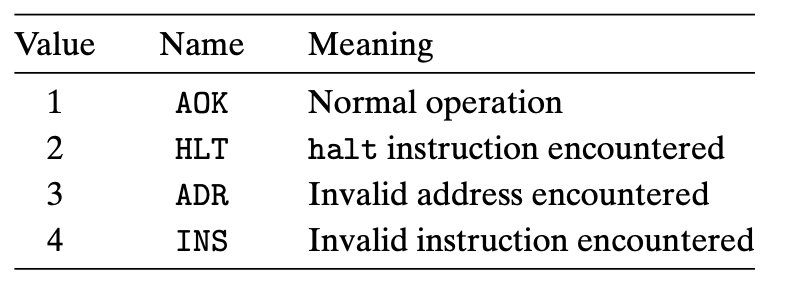 Value Name Meaning
1 AOK Normal operation
2 HLT halt instruction encountered
3 ADR Invalid address encountered
4 INS Invalid instruction encountered